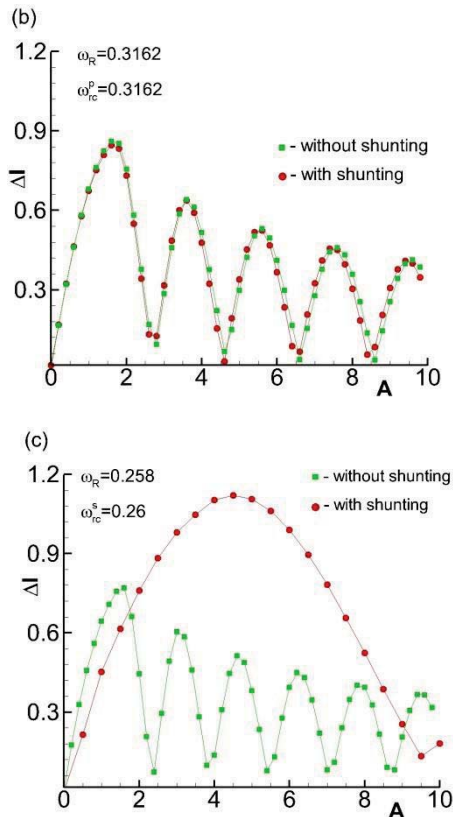 (b)
1.2
ω_R=0.3162
ω^p_rc=0.3162
0.9
- without shunting
- with shunting
ΔI
0.6
0.3
0 2 4 6 8 10
A
(c)
1.2
ω_R=0.258
- without shunting
ω^s_rc=0.26
- with shunting
0.9
ΔI
0.6
0.3
0 2 4 6 8 10
A